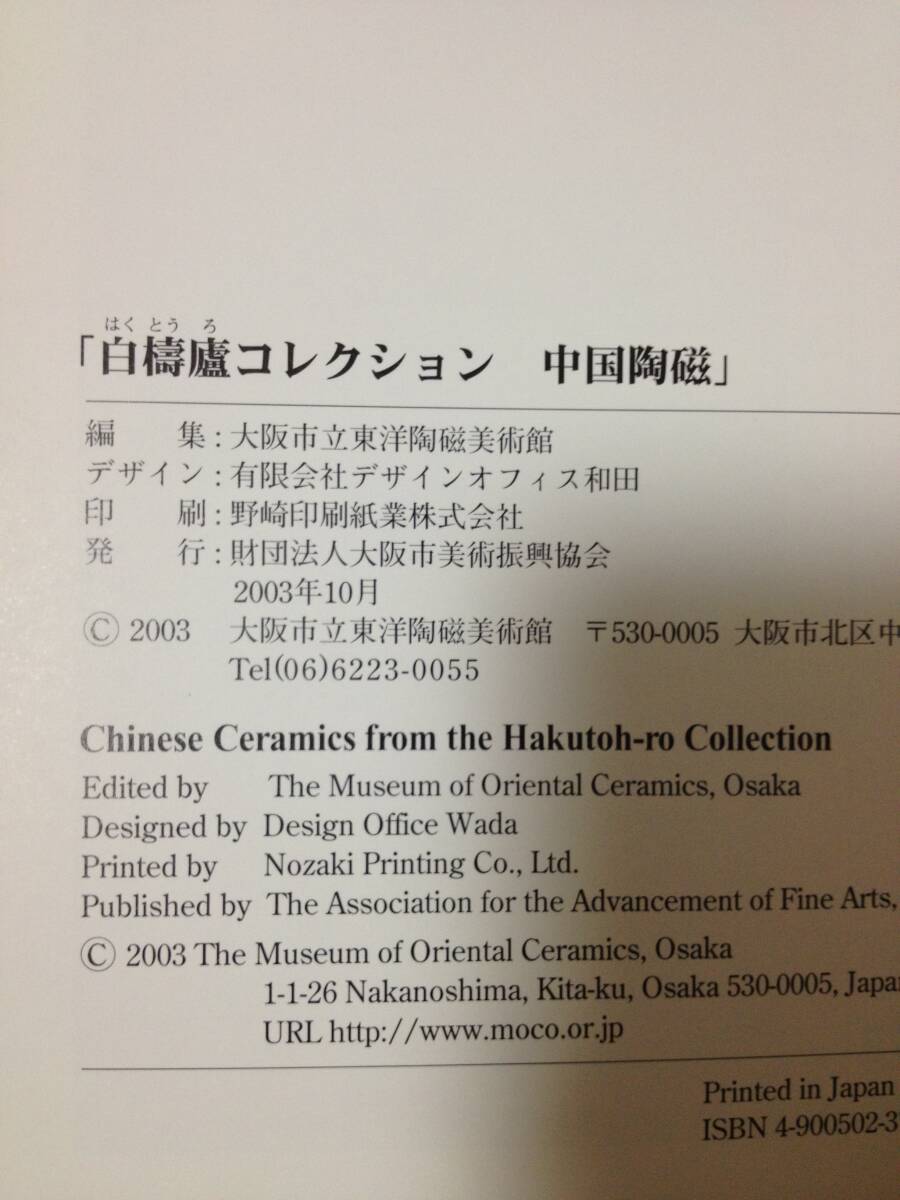 はくとうろ
「白檮廬コレクション　中国陶磁」
編　集:大阪市立東洋陶磁美術館
デザイン:有限会社デザインオフィス和田
印　刷:野崎印刷紙業株式会社
発　行:財団法人大阪市美術振興協会
2003年10月
Ⓒ 2003　大阪市立東洋陶磁美術館　〒530-0005 大阪市北区中
Tel(06)6223-0055
Chinese Ceramics from the Hakutoh-ro Collection
Edited by The Museum of Oriental Ceramics, Osaka
Designed by Design Office Wada
Printed by Nozaki Printing Co., Ltd.
Published by The Association for the Advancement of Fine Arts,
Ⓒ 2003 The Museum of Oriental Ceramics, Osaka
1-1-26 Nakanoshima, Kita-ku, Osaka 530-0005, Japan
URL http://www.moco.or.jp
Printed in Japan
ISBN 4-900502-3